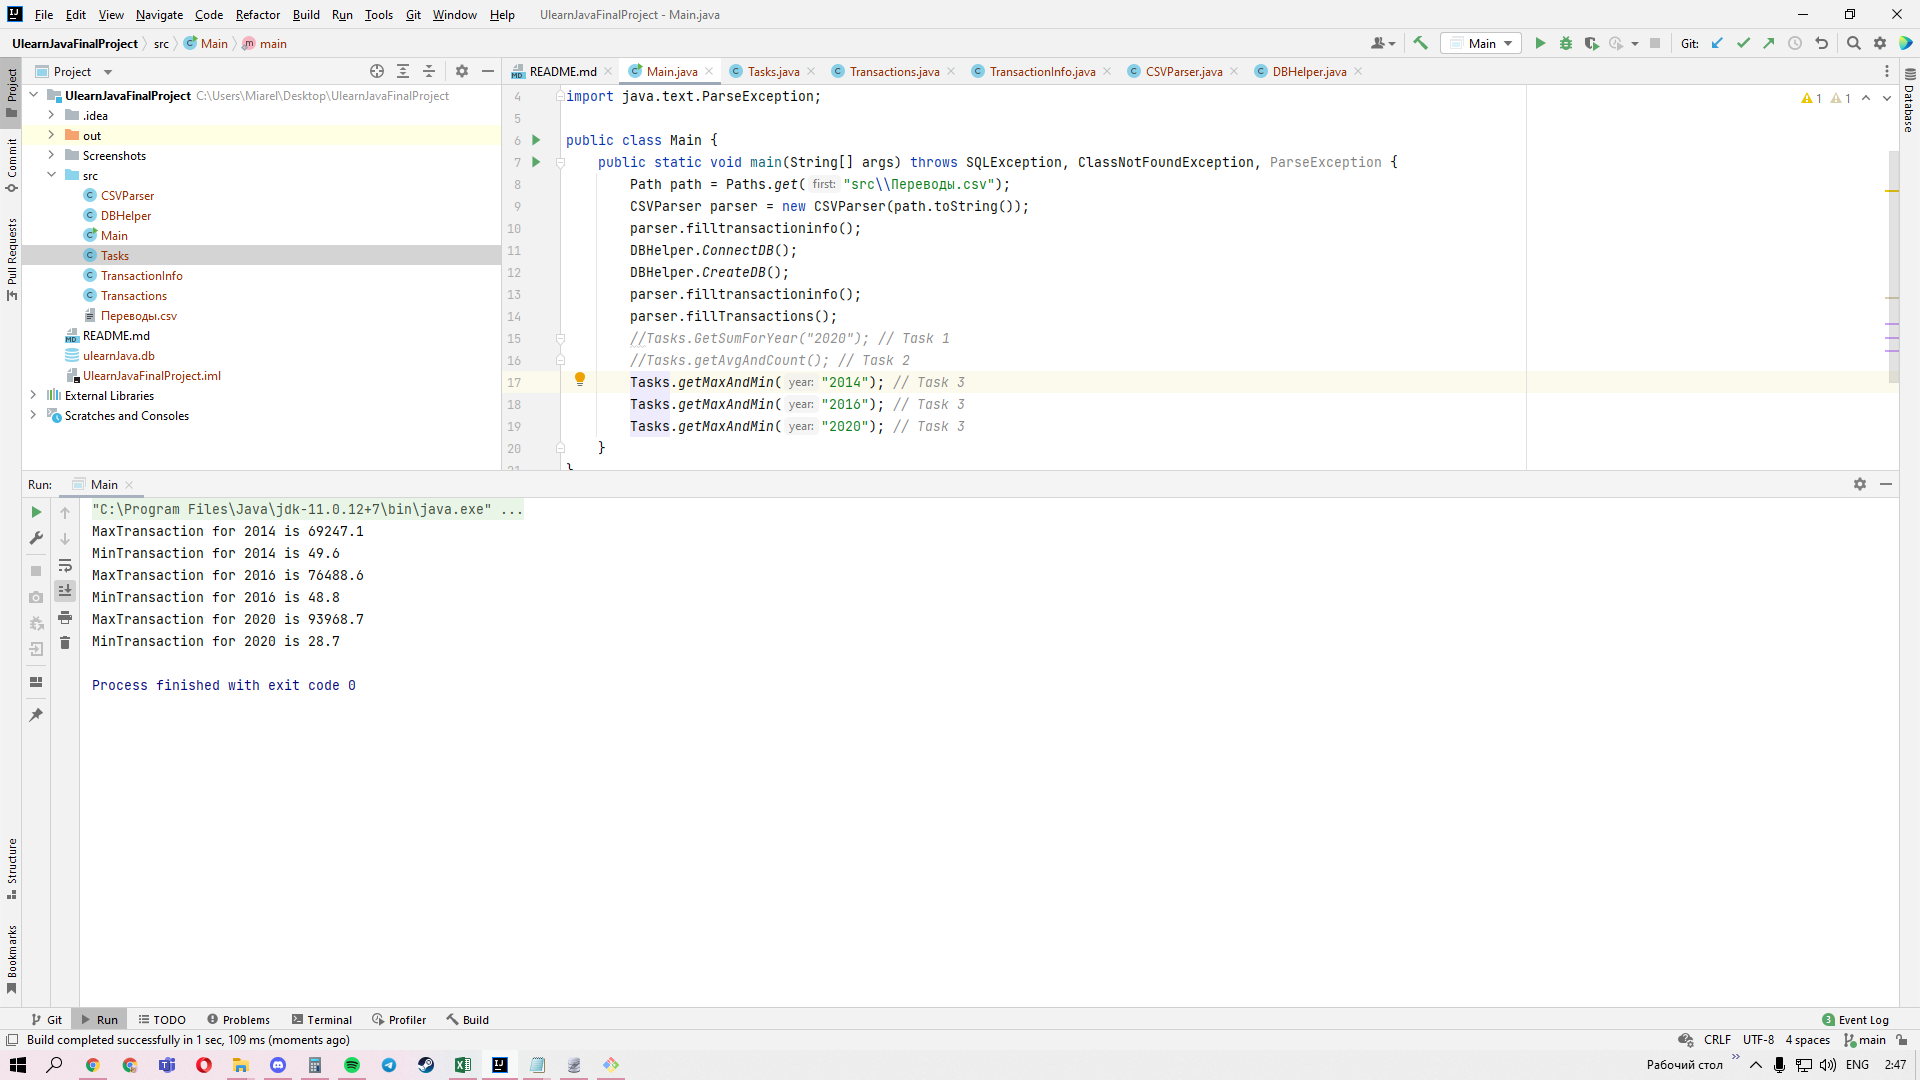 File Edit View Navigate Code Refactor Build Run Tools Git Window Help UlearnJavaFinalProject - Main.java
UlearnJavaFinalProject src Main main
Main Git:
Project
README.md Main.java Tasks.java Transactions.java TransactionInfo.java CSVParser.java DBHelper.java
Project
Commit
Pull Requests
Structure
Bookmarks
Database
UlearnJavaFinalProject C:\Users\Miarel\Desktop\UlearnJavaFinalProject
.idea
out
Screenshots
src
CSVParser
DBHelper
Main
Tasks
TransactionInfo
Transactions
Переводы.csv
README.md
ulearnJava.db
UlearnJavaFinalProject.iml
External Libraries
Scratches and Consoles
1 1
4 import java.text.ParseException;
5
6 public class Main {
7 public static void main(String[] args) throws SQLException, ClassNotFoundException, ParseException {
8 Path path = Paths.get( first: "src\\Переводы.csv");
9 CSVParser parser = new CSVParser(path.toString());
10 parser.filltransactioninfo();
11 DBHelper.ConnectDB();
12 DBHelper.CreateDB();
13 parser.filltransactioninfo();
14 parser.fillTransactions();
15 //Tasks.GetSumForYear("2020"); // Task 1
16 //Tasks.getAvgAndCount(); // Task 2
17 Tasks.getMaxAndMin( year: "2014"); // Task 3
18 Tasks.getMaxAndMin( year: "2016"); // Task 3
19 Tasks.getMaxAndMin( year: "2020"); // Task 3
20 }
21 }
Run: Main
"C:\Program Files\Java\jdk-11.0.12+7\bin\java.exe" ...
MaxTransaction for 2014 is 69247.1
MinTransaction for 2014 is 49.6
MaxTransaction for 2016 is 76488.6
MinTransaction for 2016 is 48.8
MaxTransaction for 2020 is 93968.7
MinTransaction for 2020 is 28.7
Process finished with exit code 0
Git Run TODO Problems Terminal Profiler Build 3 Event Log
Build completed successfully in 1 sec, 109 ms (moments ago) CRLF UTF-8 4 spaces main
Рабочий стол ENG 2:47